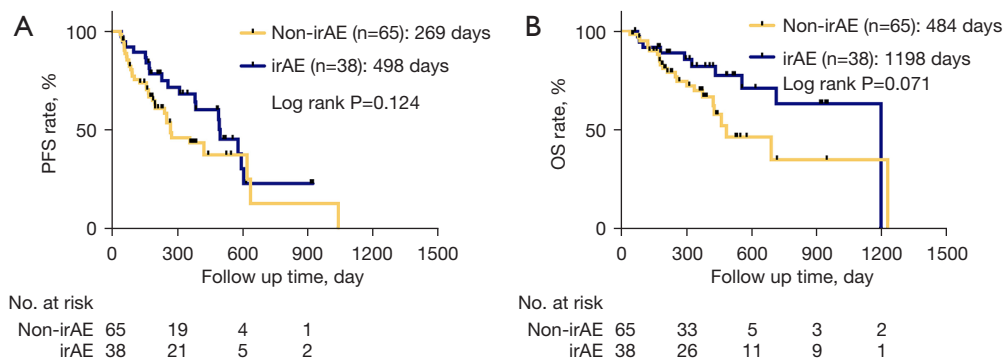 A
Non-irAE (n=65): 269 days
irAE (n=38): 498 days
Log rank P=0.124
PFS rate, %
100
50
0
0 300 600 900 1200 1500
Follow up time, day
No. at risk
Non-irAE 65 19 4 1
irAE 38 21 5 2
B
Non-irAE (n=65): 484 days
irAE (n=38): 1198 days
Log rank P=0.071
OS rate, %
100
50
0
0 300 600 900 1200 1500
Follow up time, day
No. at risk
Non-irAE 65 33 5 3 2
irAE 38 26 11 9 1